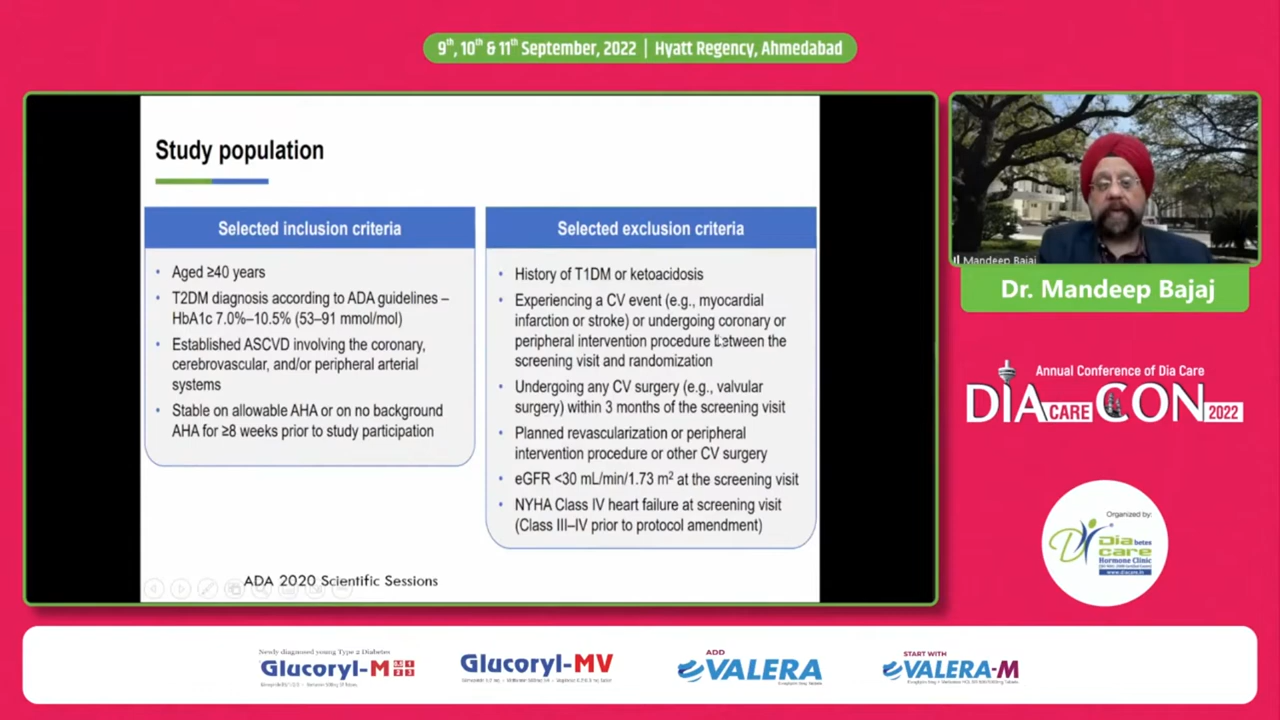 9th, 10th & 11th September, 2022 | Hyatt Regency, Ahmedabad
Study population
Selected inclusion criteria
• Aged ≥40 years
• T2DM diagnosis according to ADA guidelines –
HbA1c 7.0%–10.5% (53–91 mmol/mol)
• Established ASCVD involving the coronary,
cerebrovascular, and/or peripheral arterial
systems
• Stable on allowable AHA or on no background
AHA for ≥8 weeks prior to study participation
Selected exclusion criteria
• History of T1DM or ketoacidosis
• Experiencing a CV event (e.g., myocardial
infarction or stroke) or undergoing coronary or
peripheral intervention procedure between the
screening visit and randomization
• Undergoing any CV surgery (e.g., valvular
surgery) within 3 months of the screening visit
• Planned revascularization or peripheral
intervention procedure or other CV surgery
• eGFR <30 mL/min/1.73 m² at the screening visit
• NYHA Class IV heart failure at screening visit
(Class III–IV prior to protocol amendment)
ADA 2020 Scientific Sessions
Mandeep Bajaj
Dr. Mandeep Bajaj
Annual Conference of Dia Care
DIA CARE CON 2022
Organized by:
Diabetes
care
Hormone Clinic
www.diacare.in
Newly diagnosed young Type 2 Diabetes
Glucoryl-M
Glucoryl-MV
ADD
VALERA
START WITH
VALERA-M